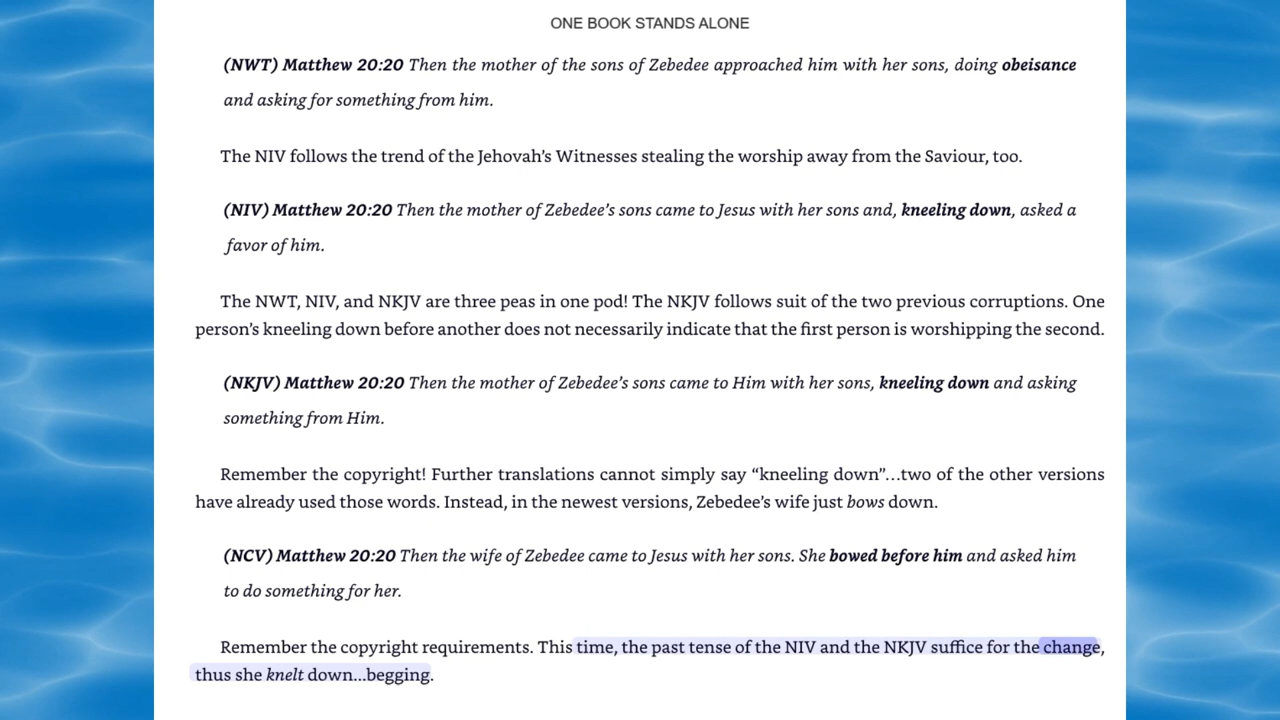 ONE BOOK STANDS ALONE
(NWT) Matthew 20:20 Then the mother of the sons of Zebedee approached him with her sons, doing obeisance
and asking for something from him.
The NIV follows the trend of the Jehovah’s Witnesses stealing the worship away from the Saviour, too.
(NIV) Matthew 20:20 Then the mother of Zebedee’s sons came to Jesus with her sons and, kneeling down, asked a
favor of him.
The NWT, NIV, and NKJV are three peas in one pod! The NKJV follows suit of the two previous corruptions. One
person’s kneeling down before another does not necessarily indicate that the first person is worshipping the second.
(NKJV) Matthew 20:20 Then the mother of Zebedee’s sons came to Him with her sons, kneeling down and asking
something from Him.
Remember the copyright! Further translations cannot simply say “kneeling down”…two of the other versions
have already used those words. Instead, in the newest versions, Zebedee’s wife just bows down.
(NCV) Matthew 20:20 Then the wife of Zebedee came to Jesus with her sons. She bowed before him and asked him
to do something for her.
Remember the copyright requirements. This time, the past tense of the NIV and the NKJV suffice for the change,
thus she knelt down…begging.